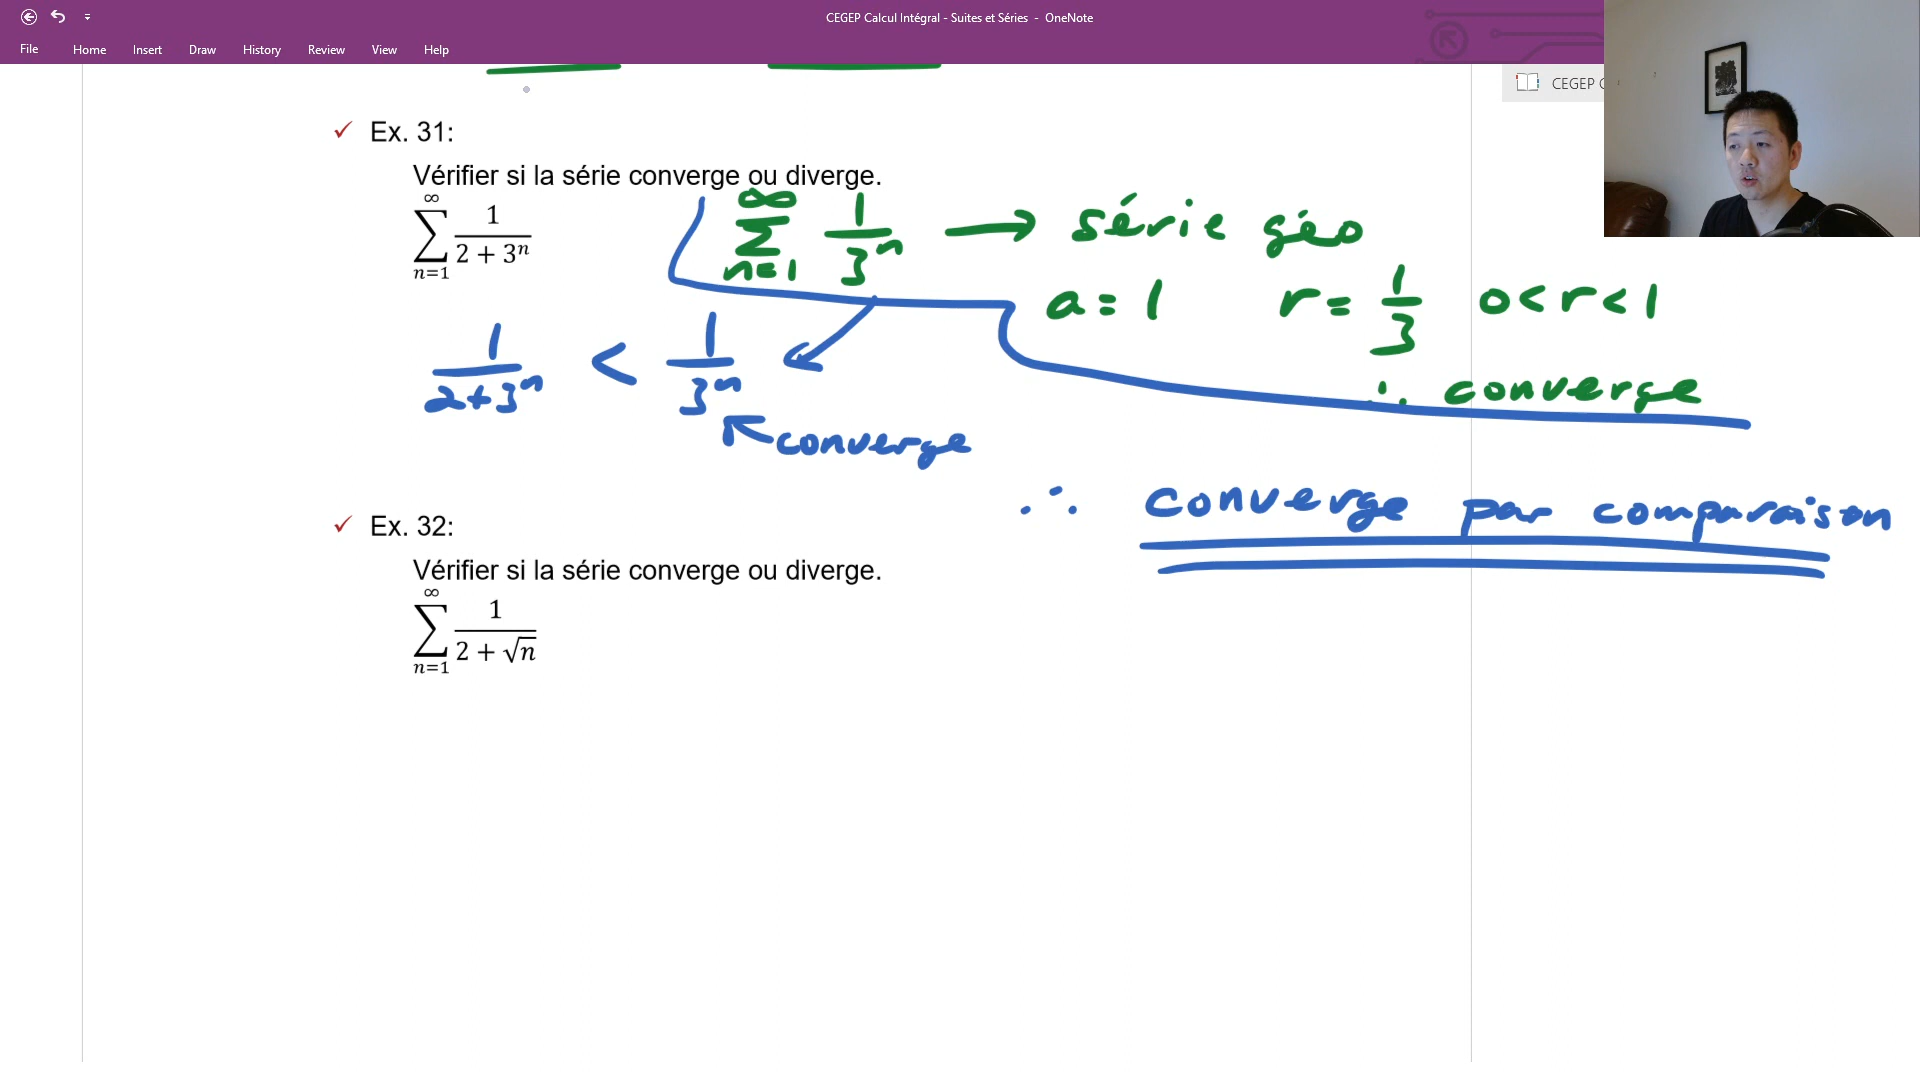 CEGEP Calcul Intégral - Suites et Séries - OneNote
File Home Insert Draw History Review View Help
CEGEP
Ex. 31:
Vérifier si la série converge ou diverge.
∞ ∑ n=1 1/(2 + 3ⁿ)
∞ ∑ n=1 1/3ⁿ → série géo
a = 1 r = 1/3 0 < r < 1
∴ converge
1/(2+3ⁿ) < 1/3ⁿ
converge
∴ converge par comparaison
Ex. 32:
Vérifier si la série converge ou diverge.
∞ ∑ n=1 1/(2 + √n)